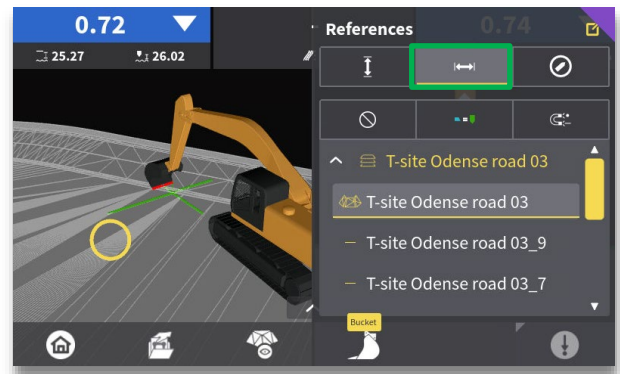 0.72
25.27 26.02
References
0.74
T-site Odense road 03
T-site Odense road 03
T-site Odense road 03_9
T-site Odense road 03_7
Bucket